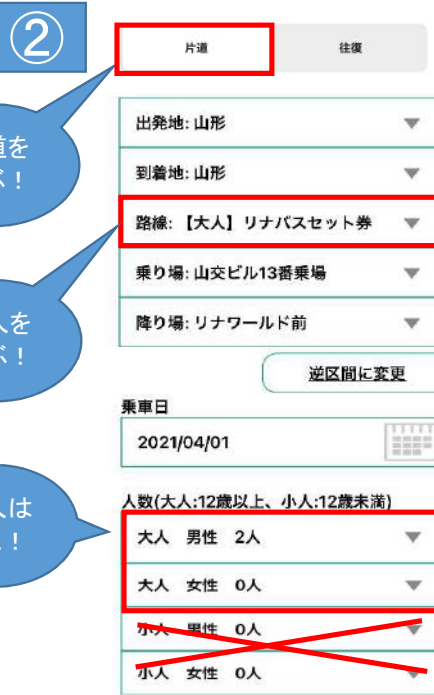 ②
片道 往復
道を
ぶ！
出発地: 山形
到着地: 山形
路線: 【大人】リナバスセット券
乗り場: 山交ビル13番乗場
人を
ぶ！
降り場: リナワールド前
逆区間に変更
乗車日
2021/04/01
人数(大人:12歳以上、小人:12歳未満)
人は
！
大人 男性 2人
大人 女性 0人
小人 男性 0人
小人 女性 0人